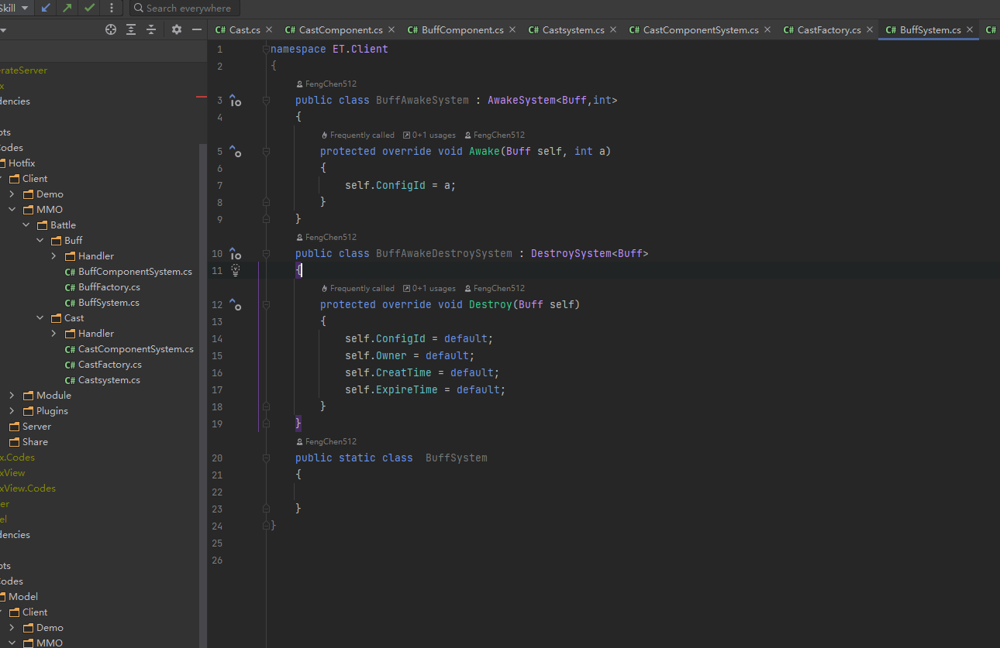 Skill Search everywhere
Cast.cs CastComponent.cs BuffComponent.cs Castsystem.cs CastComponentSystem.cs CastFactory.cs BuffSystem.cs C#
erateServer
x
dencies
pts
Codes
Hotfix
Client
Demo
MMO
Battle
Buff
Handler
C# BuffComponentSystem.cs
C# BuffFactory.cs
C# BuffSystem.cs
Cast
Handler
C# CastComponentSystem.cs
C# CastFactory.cs
C# Castsystem.cs
Module
Plugins
Server
Share
x.Codes
xView
xView.Codes
er
el
dencies
pts
Codes
Model
Client
Demo
MMO
1 namespace ET.Client
2 {
FengChen512
3 public class BuffAwakeSystem : AwakeSystem<Buff,int>
4 {
Frequently called 0+1 usages FengChen512
5 protected override void Awake(Buff self, int a)
6 {
7 self.ConfigId = a;
8 }
9 }
FengChen512
10 public class BuffAwakeDestroySystem : DestroySystem<Buff>
11 {
Frequently called 0+1 usages FengChen512
12 protected override void Destroy(Buff self)
13 {
14 self.ConfigId = default;
15 self.Owner = default;
16 self.CreatTime = default;
17 self.ExpireTime = default;
18 }
19 }
FengChen512
20 public static class BuffSystem
21 {
22
23 }
24 }
25
26